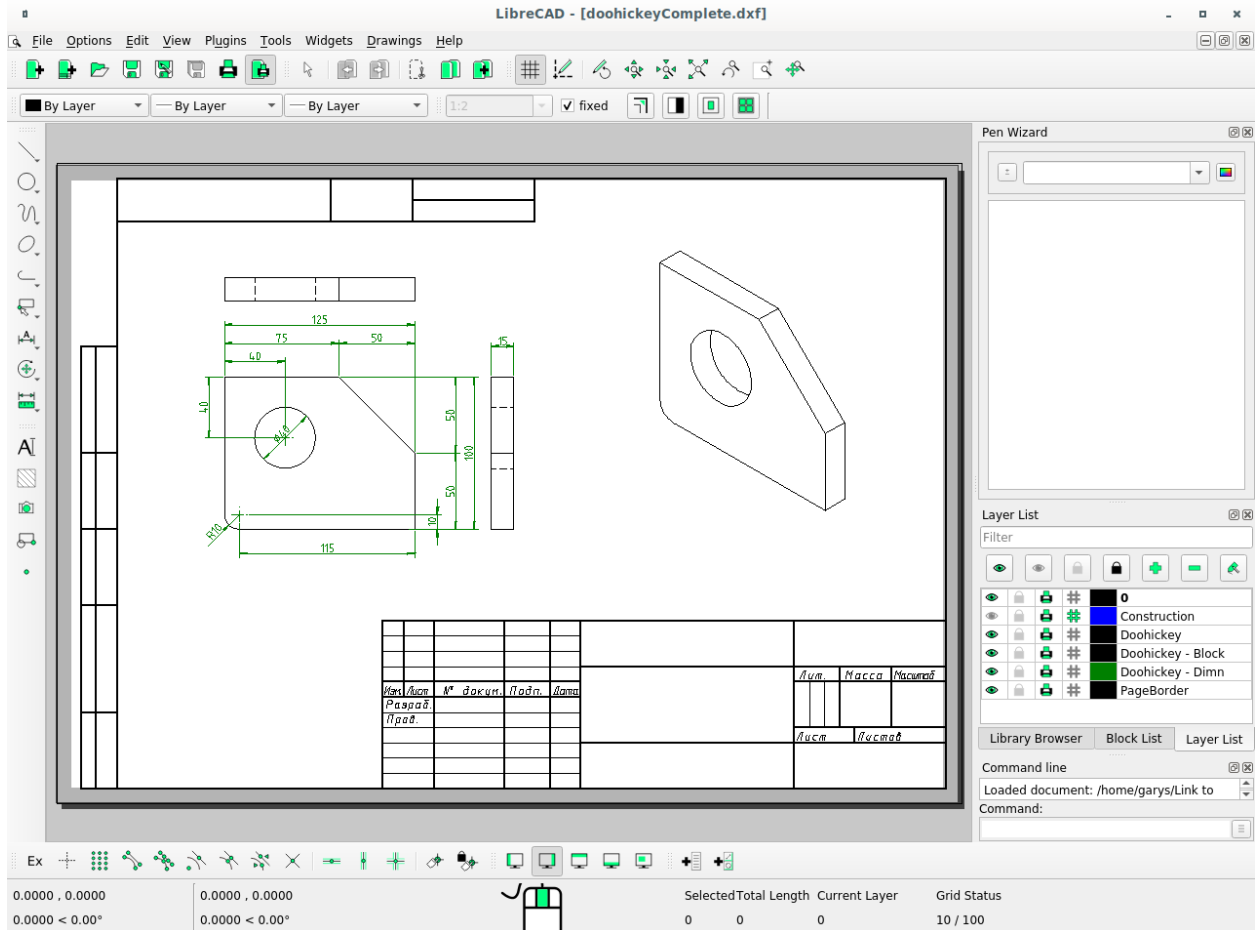 LibreCAD - [doohickeyComplete.dxf]
File Options Edit View Plugins Tools Widgets Drawings Help
By Layer
By Layer
By Layer
1:2
fixed
Pen Wizard
125
75
50
40
15
40
Ø40
50
100
50
10
R10
115
Изм. Лист № докум. Подп. Дата
Разраб.
Пров.
Лит. Масса Масштаб
Лист Листов
Layer List
Filter
0
Construction
Doohickey
Doohickey - Block
Doohickey - Dimn
PageBorder
Library Browser Block List Layer List
Command line
Loaded document: /home/garys/Link to
Command:
Ex
0.0000 , 0.0000
0.0000 < 0.00°
0.0000 , 0.0000
0.0000 < 0.00°
Selected Total Length Current Layer Grid Status
0 0 0 10 / 100